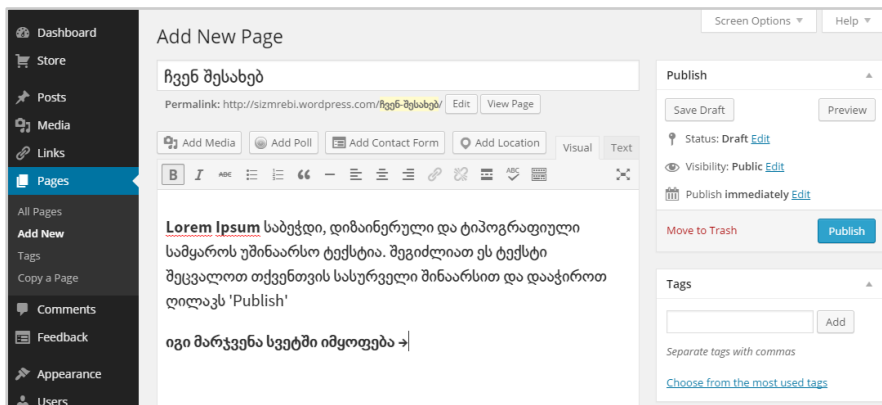 Screen Options
Help
Dashboard
Store
Posts
Media
Links
Pages
All Pages
Add New
Tags
Copy a Page
Comments
Feedback
Appearance
Users
Add New Page
ჩვენ შესახებ
Permalink: http://sizmrebi.wordpress.com/ჩვენ-შესახებ/ Edit View Page
Add Media Add Poll Add Contact Form Add Location Visual Text
B I ABC ABC
Lorem Ipsum საბეჭდი, დიზაინერული და ტიპოგრაფიული
სამყაროს უშინაარსო ტექსტია. შეგიძლიათ ეს ტექსტი
შეცვალოთ თქვენთვის სასურველი შინაარსით და დააჭიროთ
ღილაკს 'Publish'
იგი მარჯვენა სვეტში იმყოფება →
Publish
Save Draft Preview
Status: Draft Edit
Visibility: Public Edit
Publish immediately Edit
Move to Trash Publish
Tags
Add
Separate tags with commas
Choose from the most used tags